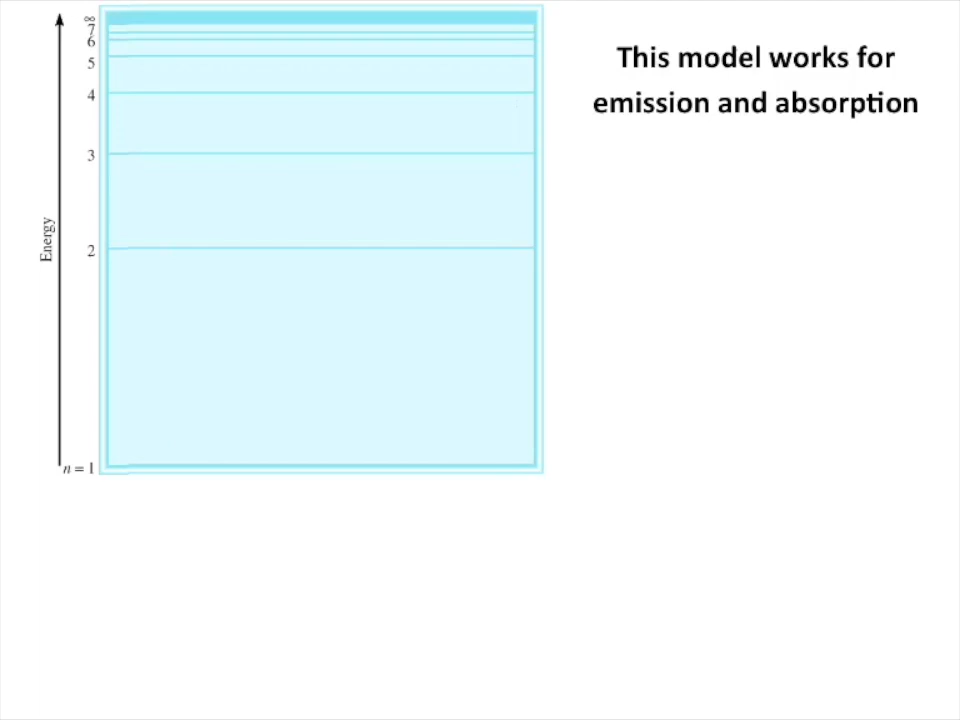 This model works for
emission and absorption
∞
7
6
5
4
3
2
n = 1
Energy